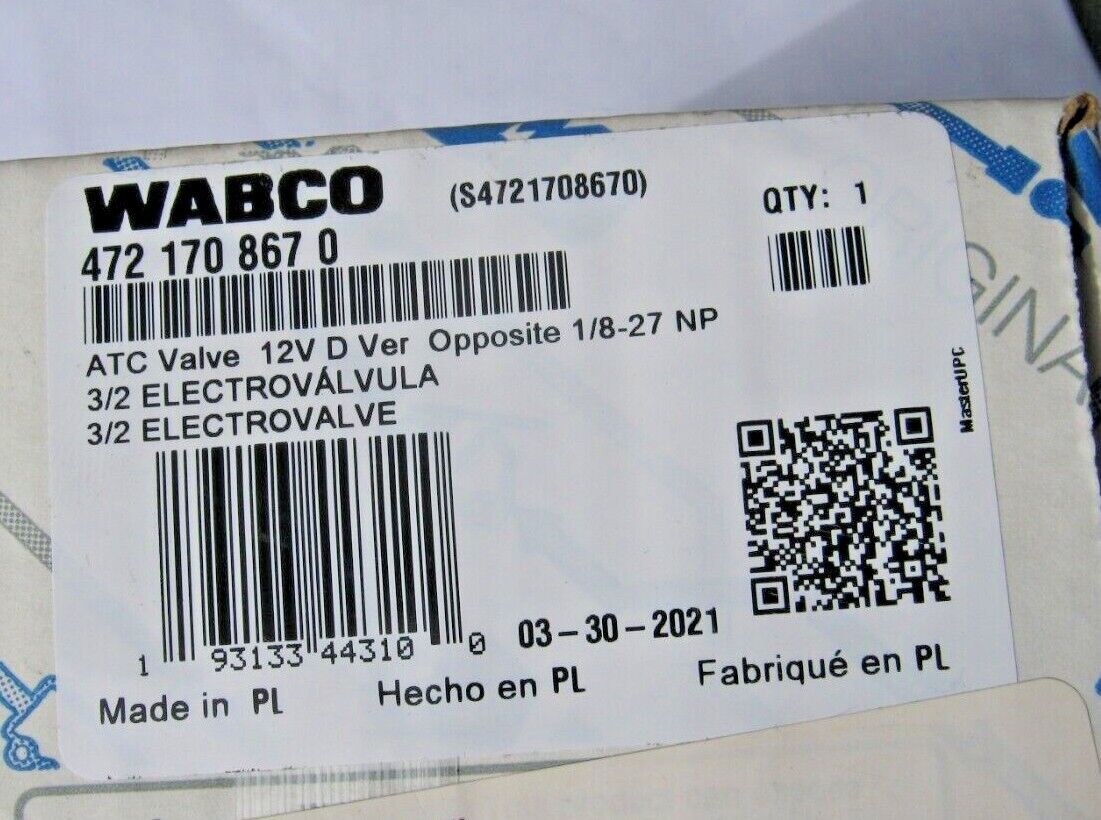 WABCO (S4721708670) QTY: 1
472 170 867 0
ATC Valve 12V D Ver Opposite 1/8-27 NP
3/2 ELECTROVÁLVULA
3/2 ELECTROVALVE
MasterUPC
1 93133 44310 0
03-30-2021
Made in PL Hecho en PL Fabriqué en PL
IGINA